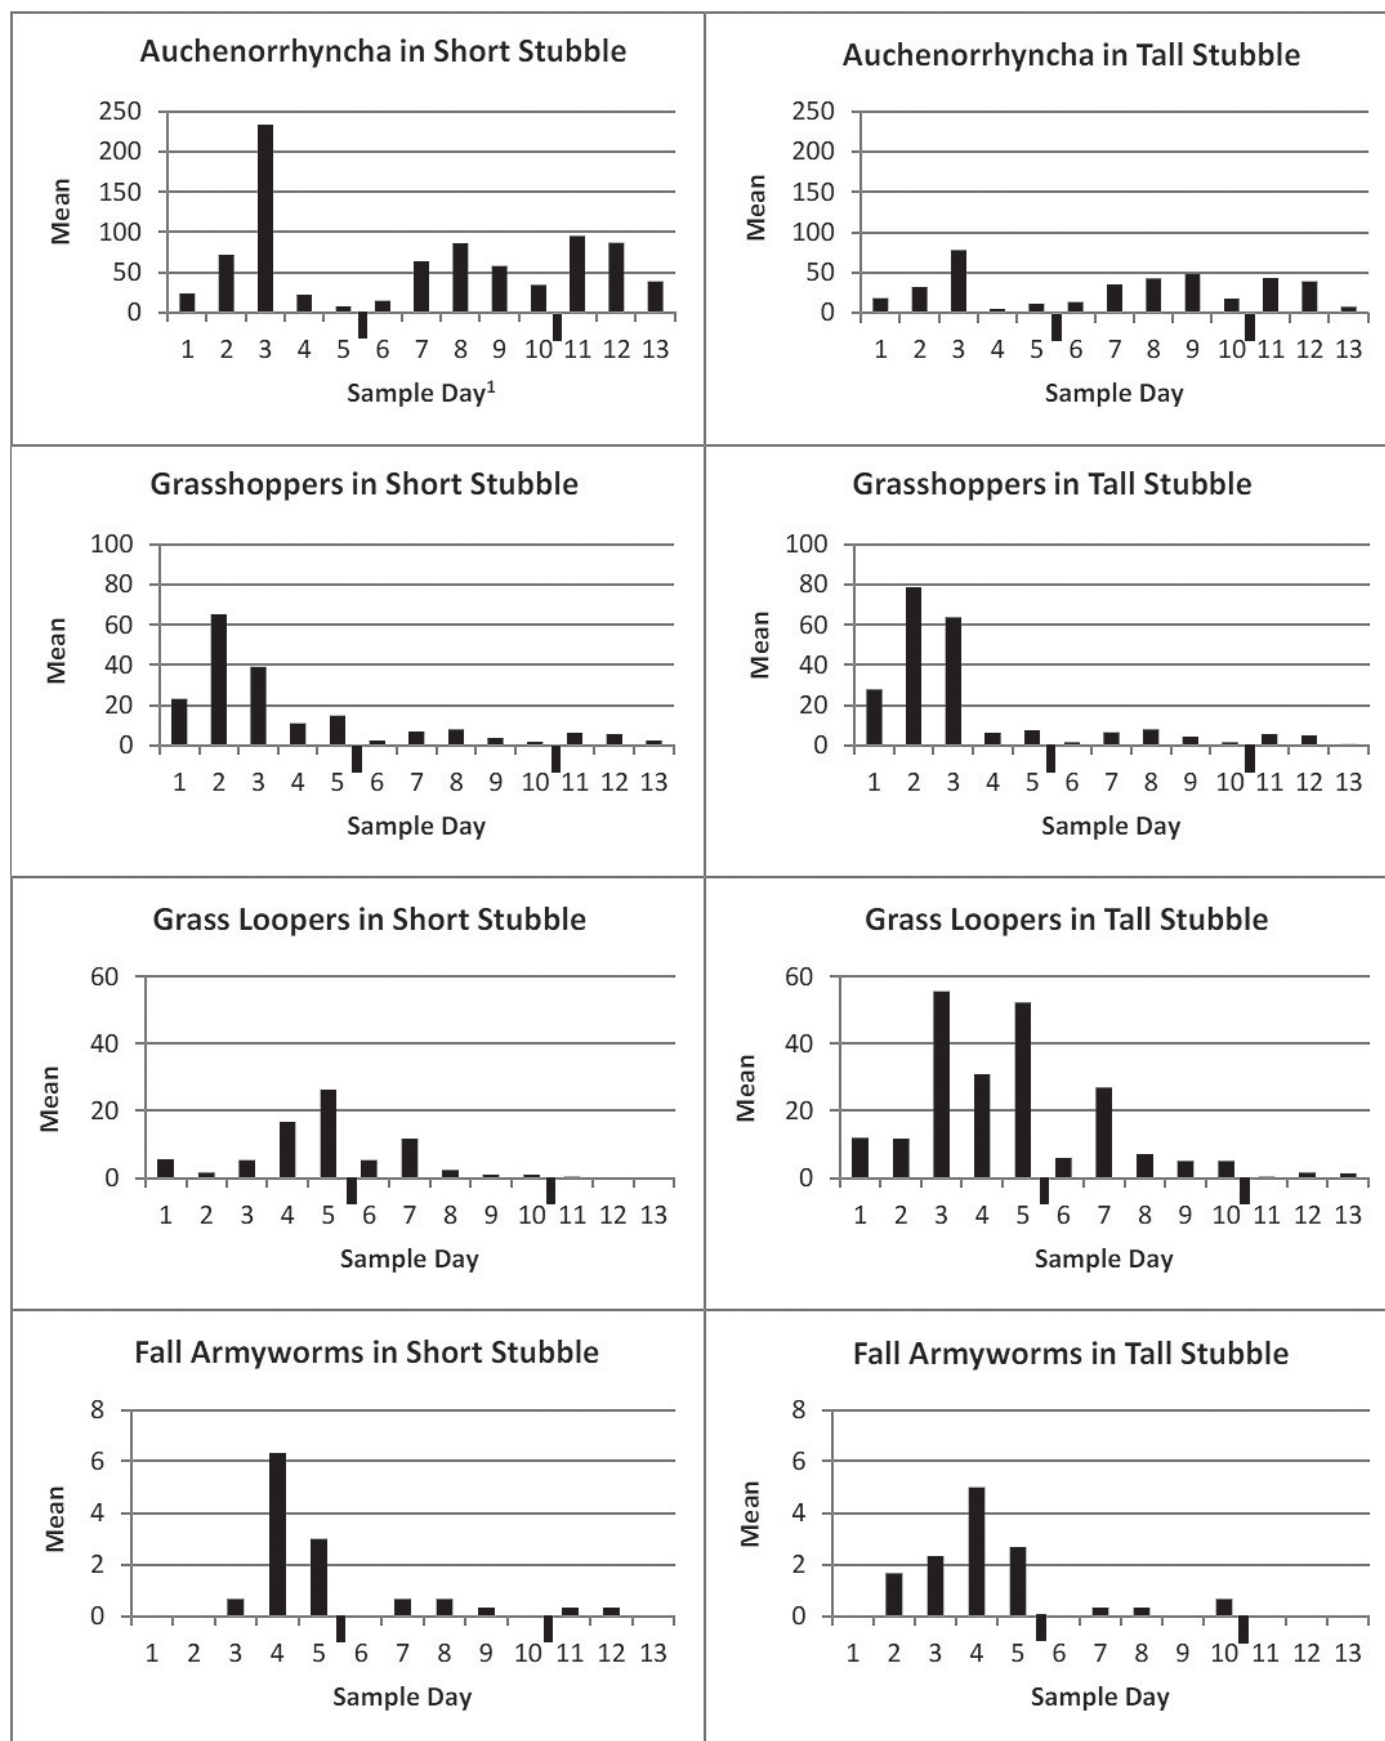 Auchenorrhyncha in Short Stubble
250
200
150
100
50
0
Mean
1 2 3 4 5 6 7 8 9 10 11 12 13
Sample Day¹
Auchenorrhyncha in Tall Stubble
250
200
150
100
50
0
Mean
1 2 3 4 5 6 7 8 9 10 11 12 13
Sample Day
Grasshoppers in Short Stubble
100
80
60
40
20
0
Mean
1 2 3 4 5 6 7 8 9 10 11 12 13
Sample Day
Grasshoppers in Tall Stubble
100
80
60
40
20
0
Mean
1 2 3 4 5 6 7 8 9 10 11 12 13
Sample Day
Grass Loopers in Short Stubble
60
40
20
0
Mean
1 2 3 4 5 6 7 8 9 10 11 12 13
Sample Day
Grass Loopers in Tall Stubble
60
40
20
0
Mean
1 2 3 4 5 6 7 8 9 10 11 12 13
Sample Day
Fall Armyworms in Short Stubble
8
6
4
2
0
Mean
1 2 3 4 5 6 7 8 9 10 11 12 13
Sample Day
Fall Armyworms in Tall Stubble
8
6
4
2
0
Mean
1 2 3 4 5 6 7 8 9 10 11 12 13
Sample Day